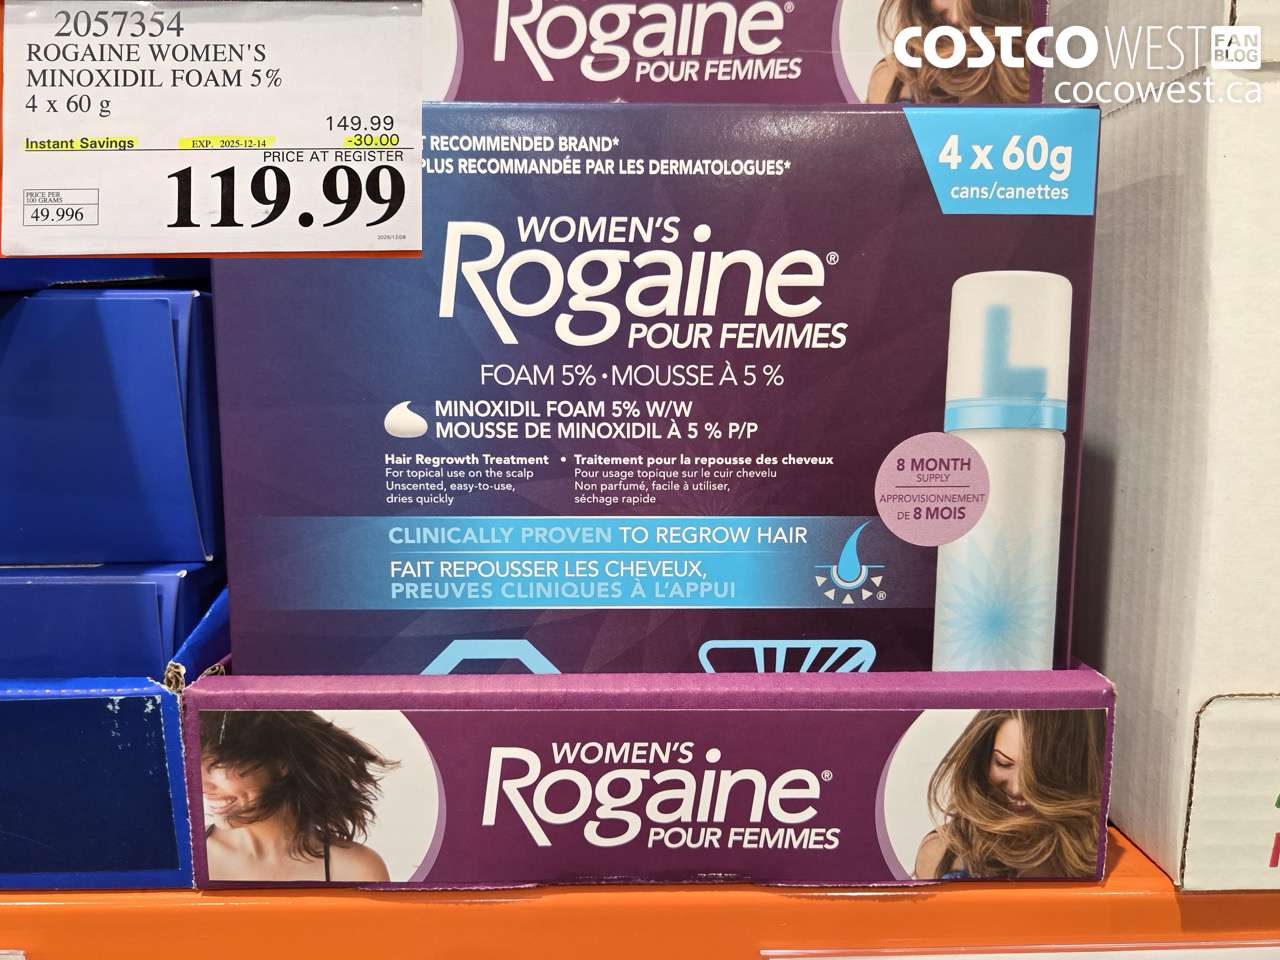 2057354
ROGAINE WOMEN'S
MINOXIDIL FOAM 5%
4 x 60 g
149.99
Instant Savings EXP. 2025-12-14 -30.00
PRICE AT REGISTER
119.99
PRICE PER
100 GRAMS
49.996
2025/12/08
Rogaine®
POUR FEMMES
COSTCO WEST FAN BLOG
cocowest.ca
RECOMMENDED BRAND*
PLUS RECOMMANDÉE PAR LES DERMATOLOGUES*
4 x 60g
cans/canettes
WOMEN'S
Rogaine®
POUR FEMMES
FOAM 5% • MOUSSE À 5 %
MINOXIDIL FOAM 5% W/W
MOUSSE DE MINOXIDIL À 5 % P/P
Hair Regrowth Treatment • Traitement pour la repousse des cheveux
For topical use on the scalp
Unscented, easy-to-use,
dries quickly
Pour usage topique sur le cuir chevelu
Non parfumé, facile à utiliser,
séchage rapide
8 MONTH
SUPPLY
APPROVISIONNEMENT
DE 8 MOIS
CLINICALLY PROVEN TO REGROW HAIR
FAIT REPOUSSER LES CHEVEUX,
PREUVES CLINIQUES À L'APPUI
®
WOMEN'S
Rogaine®
POUR FEMMES